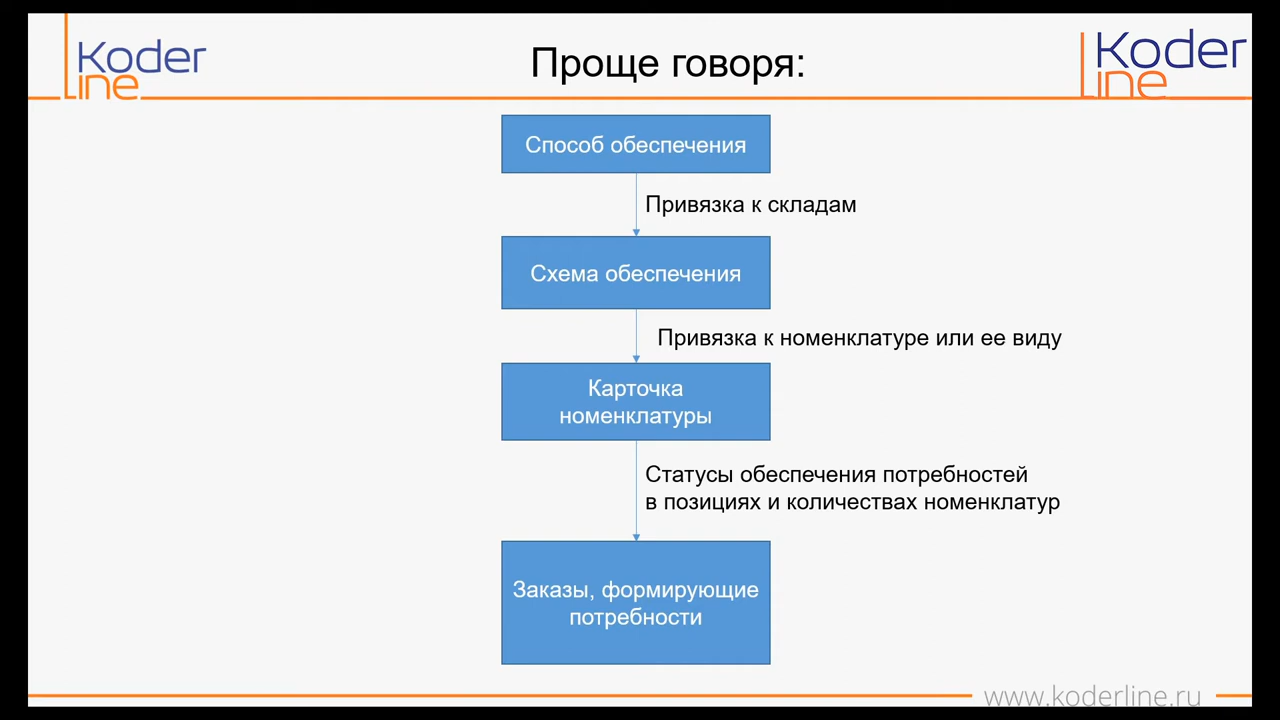 Koder
line
Проще говоря:
Koder
line
Способ обеспечения
Привязка к складам
Схема обеспечения
Привязка к номенклатуре или ее виду
Карточка
номенклатуры
Статусы обеспечения потребностей
в позициях и количествах номенклатур
Заказы, формирующие
потребности
www.koderline.ru